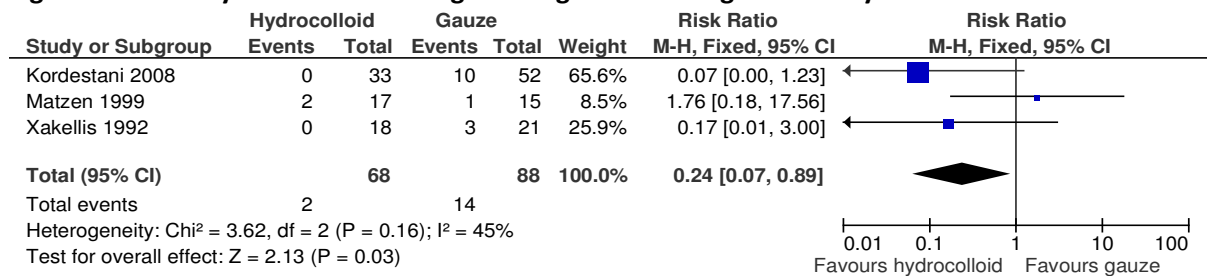 Hydrocolloid Gauze Risk Ratio Risk Ratio
Study or Subgroup Events Total Events Total Weight M-H, Fixed, 95% CI M-H, Fixed, 95% CI
Kordestani 2008 0 33 10 52 65.6% 0.07 [0.00, 1.23]
Matzen 1999 2 17 1 15 8.5% 1.76 [0.18, 17.56]
Xakellis 1992 0 18 3 21 25.9% 0.17 [0.01, 3.00]
Total (95% CI) 68 88 100.0% 0.24 [0.07, 0.89]
Total events 2 14
Heterogeneity: Chi² = 3.62, df = 2 (P = 0.16); I² = 45%
Test for overall effect: Z = 2.13 (P = 0.03)
0.01 0.1 1 10 100
Favours hydrocolloid Favours gauze